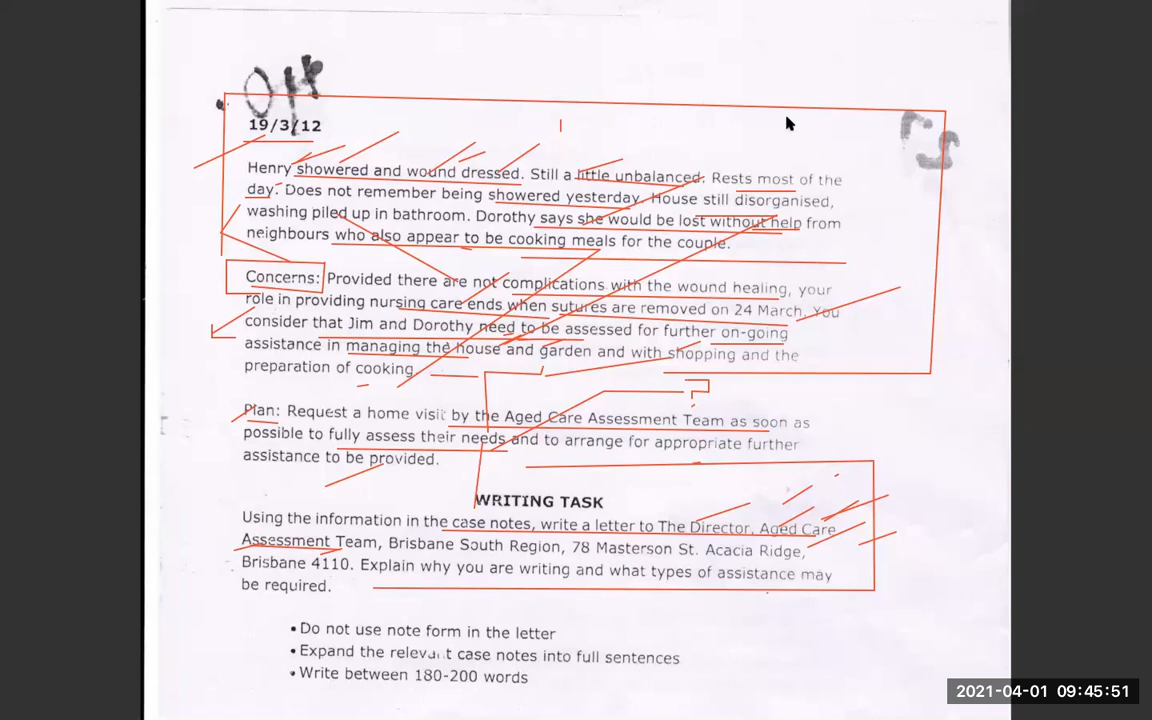 Off
19/3/12
Henry showered and wound dressed. Still a little unbalanced. Rests most of the
day. Does not remember being showered yesterday. House still disorganised,
washing piled up in bathroom. Dorothy says she would be lost without help from
neighbours who also appear to be cooking meals for the couple.
Concerns: Provided there are not complications with the wound healing, your
role in providing nursing care ends when sutures are removed on 24 March. You
consider that Jim and Dorothy need to be assessed for further on-going
assistance in managing the house and garden and with shopping and the
preparation of cooking
?
Plan: Request a home visit by the Aged Care Assessment Team as soon as
possible to fully assess their needs and to arrange for appropriate further
assistance to be provided.
WRITING TASK
Using the information in the case notes, write a letter to The Director, Aged Care
Assessment Team, Brisbane South Region, 78 Masterson St. Acacia Ridge,
Brisbane 4110. Explain why you are writing and what types of assistance may
be required.
• Do not use note form in the letter
• Expand the relevant case notes into full sentences
• Write between 180-200 words
2021-04-01 09:45:51